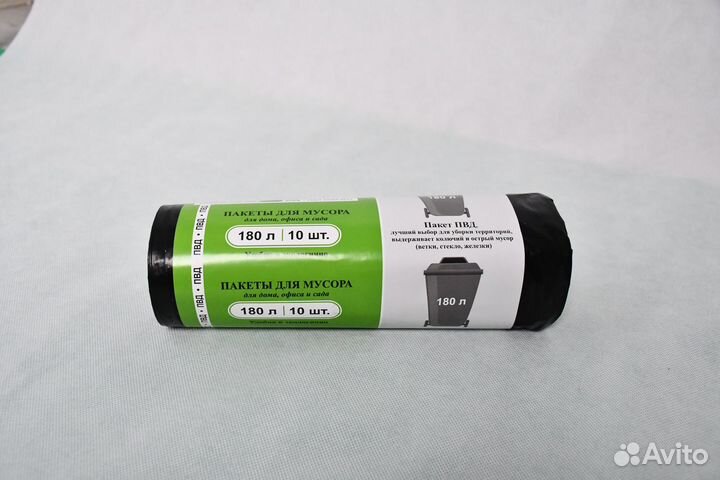 ПВД • ПВД • ПВД • ПВД
ПАКЕТЫ ДЛЯ МУСОРА
для дома, офиса и сада
180 л | 10 шт.
ПАКЕТЫ ДЛЯ МУСОРА
для дома, офиса и сада
180 л | 10 шт.
180 л
Пакет ПВД,
лучший выбор для уборки территорий,
выдерживает колючий и острый мусор
(ветки, стекло, железки)
180 л
Avito